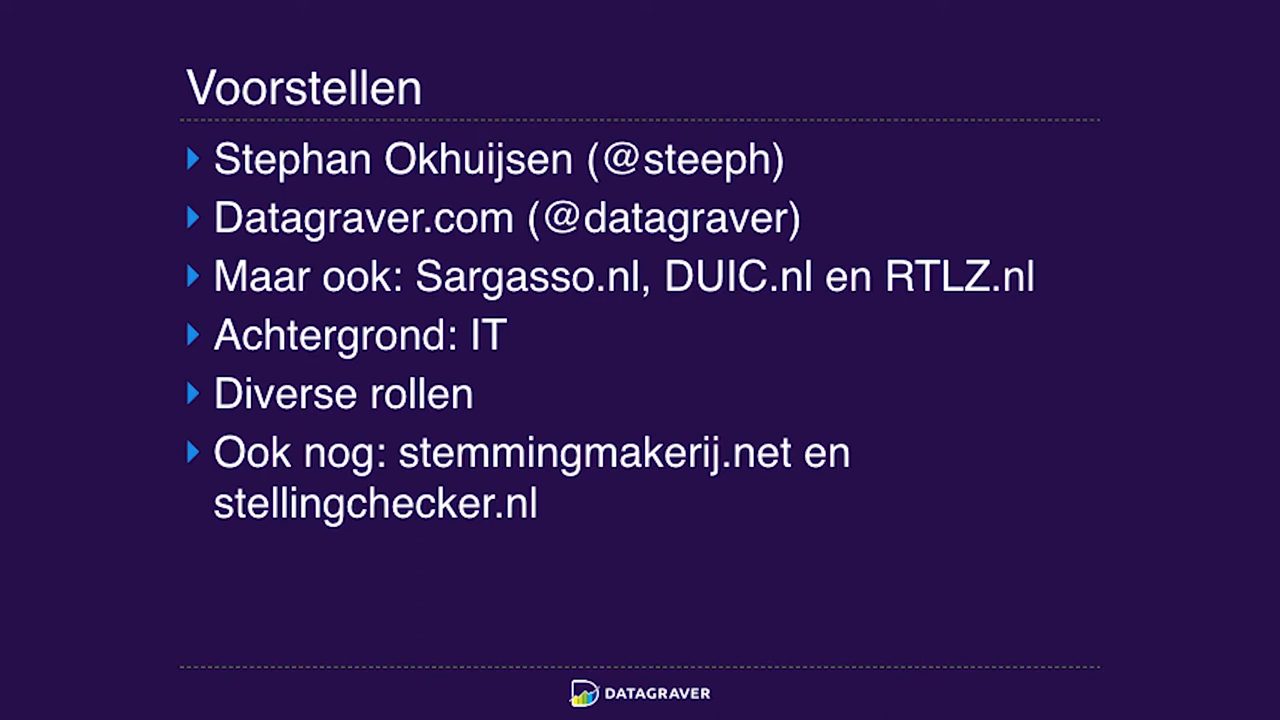 Voorstellen
Stephan Okhuijsen (@steeph)
Datagraver.com (@datagraver)
Maar ook: Sargasso.nl, DUIC.nl en RTLZ.nl
Achtergrond: IT
Diverse rollen
Ook nog: stemmingmakerij.net en
stellingchecker.nl
DATAGRAVER